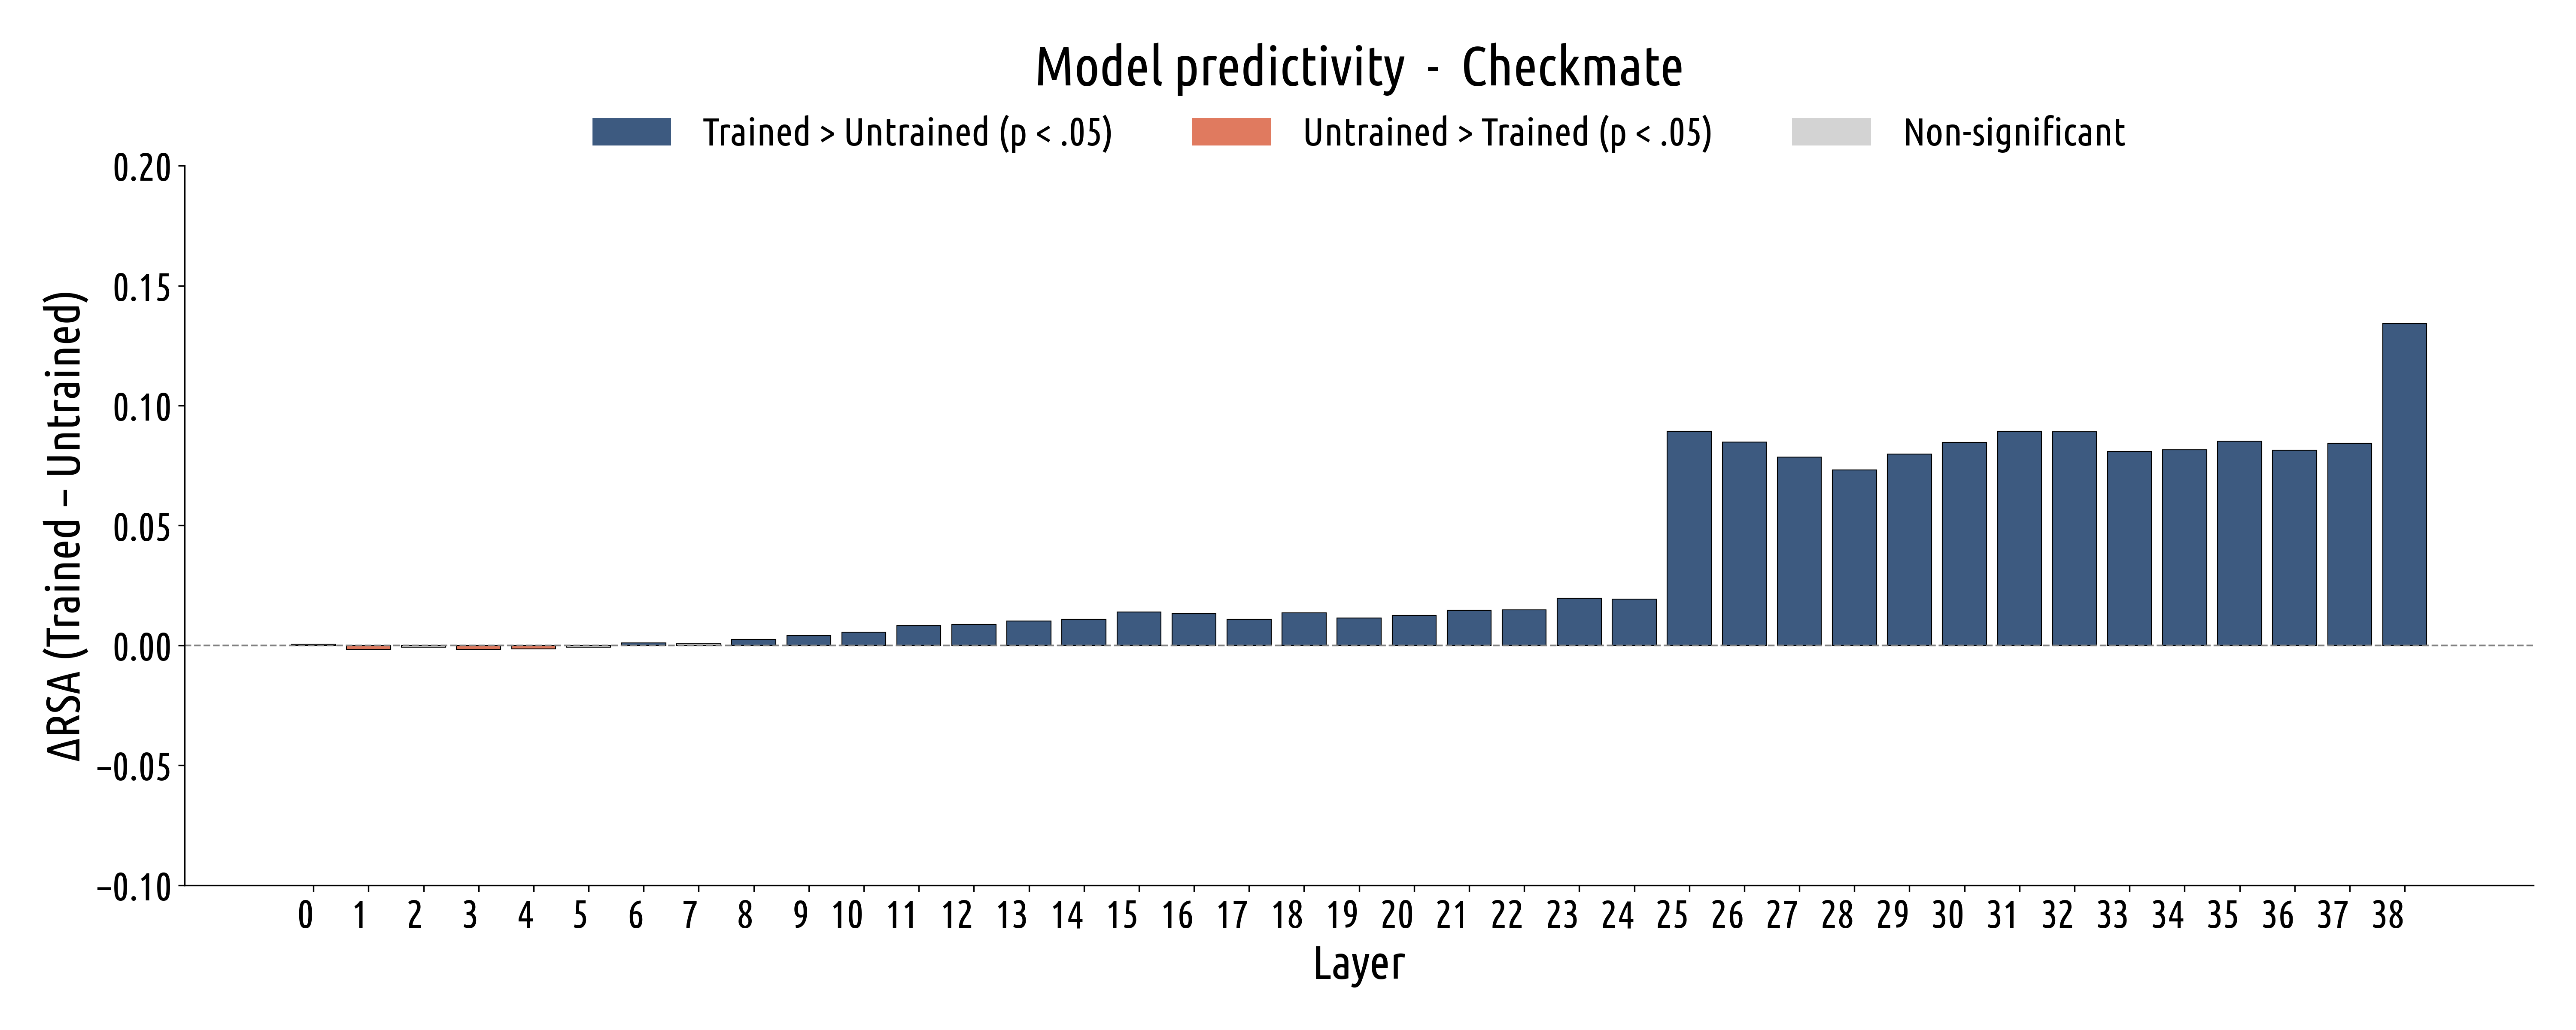 Model predictivity - Checkmate
Trained > Untrained (p < .05)
Untrained > Trained (p < .05)
Non-significant
0.20
0.15
0.10
0.05
0.00
−0.05
−0.10
ΔRSA (Trained − Untrained)
0 1 2 3 4 5 6 7 8 9 10 11 12 13 14 15 16 17 18 19 20 21 22 23 24 25 26 27 28 29 30 31 32 33 34 35 36 37 38
Layer